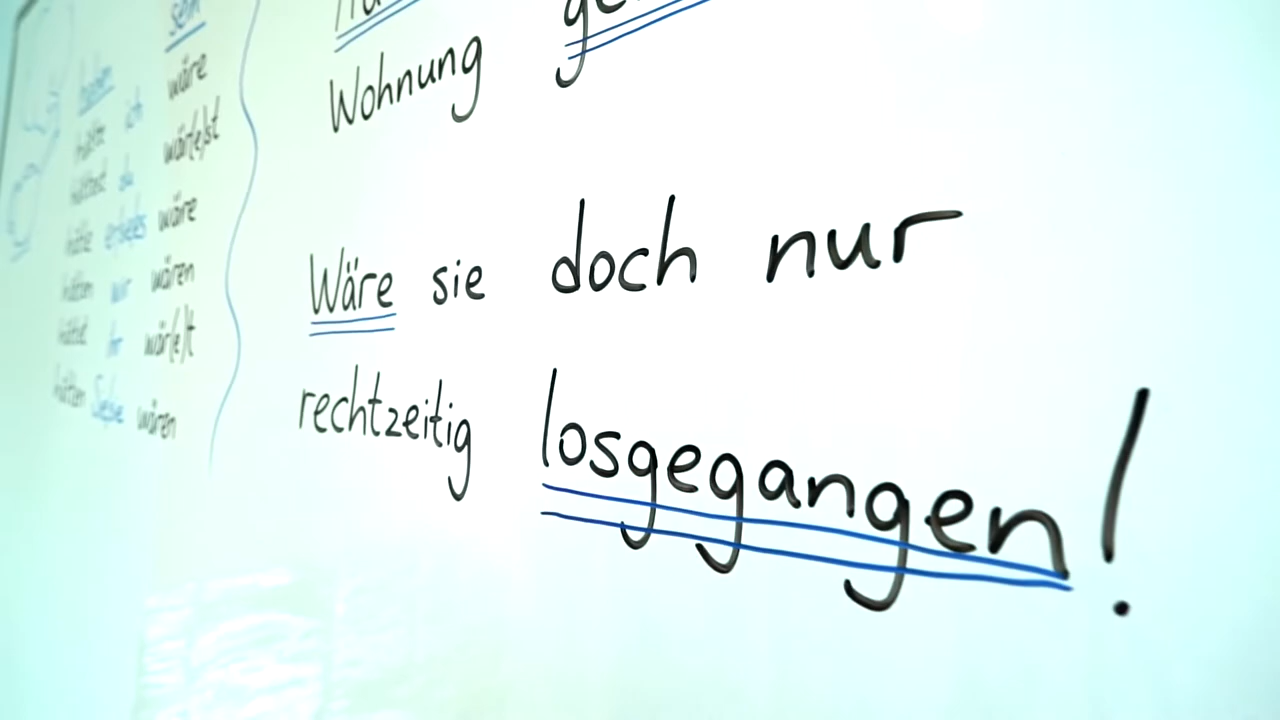 sein
haben
ich wäre
hätte
hättest du wär(e)st
hätte er/sie/es wäre
hätten wir wären
hättet ihr wär(e)t
hätten Sie/sie wären
Wohnung
Wäre sie doch nur
rechtzeitig losgegangen!